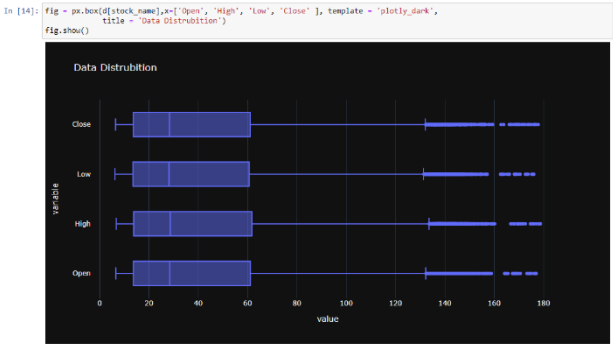 In [14]: fig = px.box(d[stock_name],x=['Open', 'High', 'Low', 'Close' ], template = 'plotly_dark',
title = 'Data Distrubition')
fig.show()
Data Distrubition
Close
Low
High
Open
variable
0 20 40 60 80 100 120 140 160 180
value